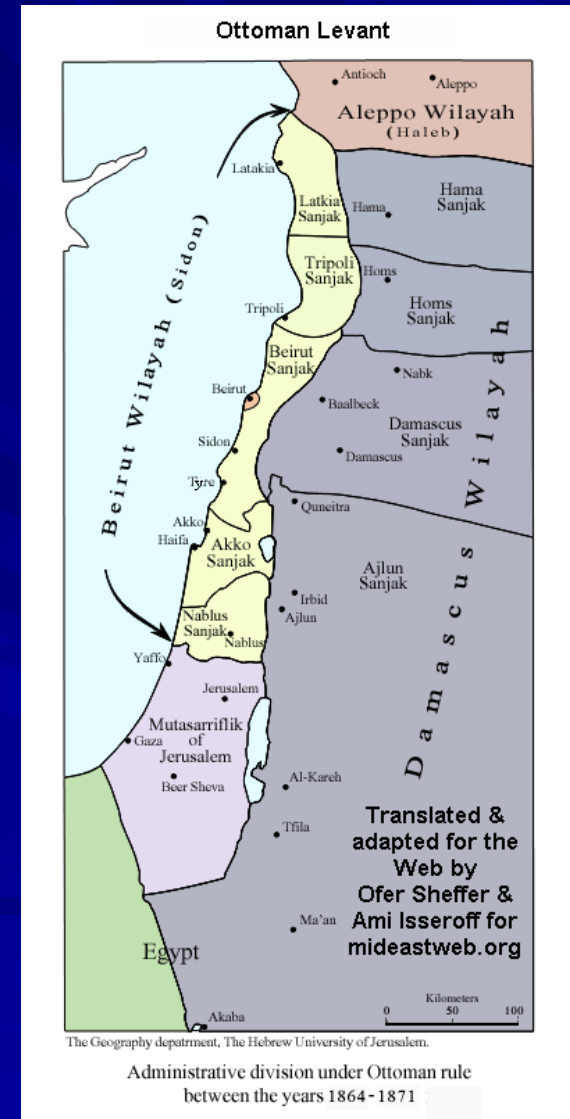 Ottoman Levant
Antioch
Aleppo
Aleppo Wilayah
(Haleb)
Latakia
Latkia
Sanjak
Hama
Hama
Sanjak
Tripoli
Sanjak
Homs
Homs
Sanjak
Tripoli
Beirut
Sanjak
Beirut
Nabk
Baalbeck
Damascus
Sanjak
Damascus
Sidon
Tyre
Quneitra
Akko
Haifa
Akko
Sanjak
Ajlun
Sanjak
Irbid
Ajlun
Nablus
Sanjak
Nablus
Yaffo
Jerusalem
Mutasarriflik
of
Jerusalem
Gaza
Beer Sheva
Al-Kareh
Tfila
Ma'an
Egypt
Akaba
Beirut Wilayah (Sidon)
Damascus Wilayah
Translated &
adapted for the
Web by
Ofer Sheffer &
Ami Isseroff for
mideastweb.org
Kilometers
0 50 100
The Geography depatrment, The Hebrew University of Jerusalem.
Administrative division under Ottoman rule
between the years 1864-1871